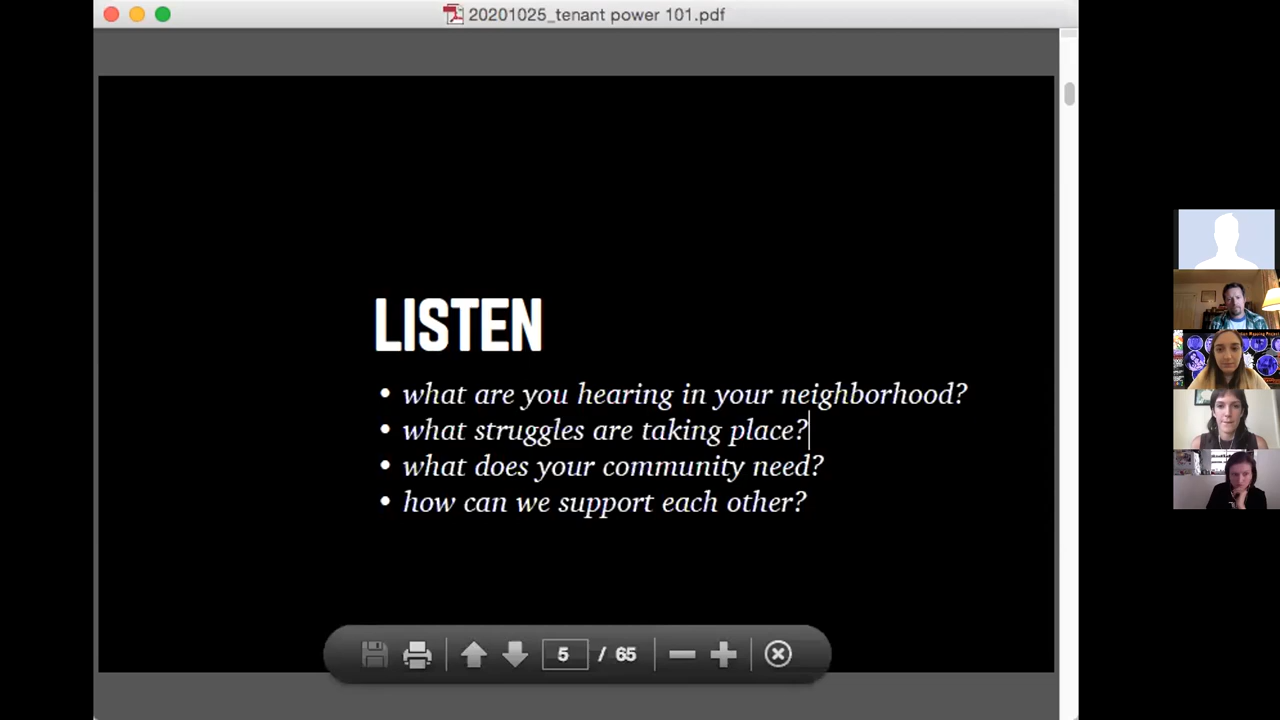 20201025_tenant power 101.pdf
LISTEN
• what are you hearing in your neighborhood?
• what struggles are taking place?
• what does your community need?
• how can we support each other?
5 / 65